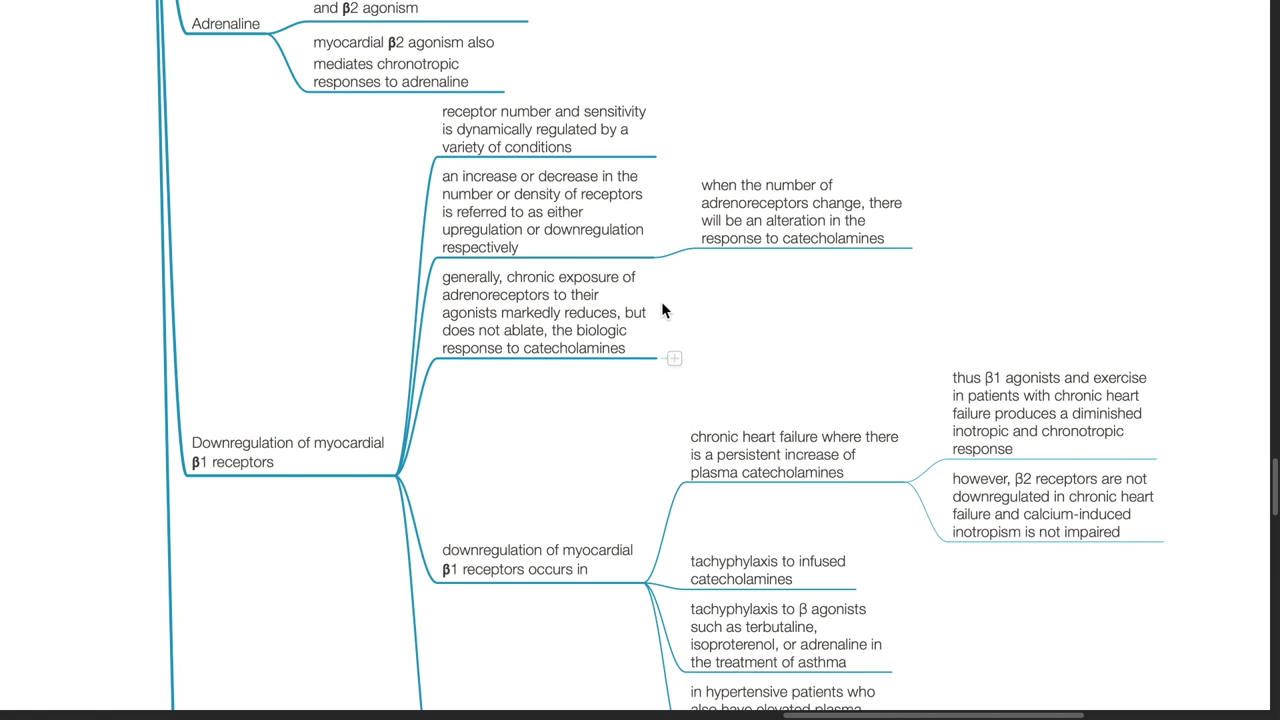 and β2 agonism
Adrenaline
myocardial β2 agonism also
mediates chronotropic
responses to adrenaline
receptor number and sensitivity
is dynamically regulated by a
variety of conditions
an increase or decrease in the
number or density of receptors
is referred to as either
upregulation or downregulation
respectively
when the number of
adrenoreceptors change, there
will be an alteration in the
response to catecholamines
generally, chronic exposure of
adrenoreceptors to their
agonists markedly reduces, but
does not ablate, the biologic
response to catecholamines
Downregulation of myocardial
β1 receptors
downregulation of myocardial
β1 receptors occurs in
chronic heart failure where there
is a persistent increase of
plasma catecholamines
thus β1 agonists and exercise
in patients with chronic heart
failure produces a diminished
inotropic and chronotropic
response
however, β2 receptors are not
downregulated in chronic heart
failure and calcium-induced
inotropism is not impaired
tachyphylaxis to infused
catecholamines
tachyphylaxis to β agonists
such as terbutaline,
isoproterenol, or adrenaline in
the treatment of asthma
in hypertensive patients who
also have elevated plasma